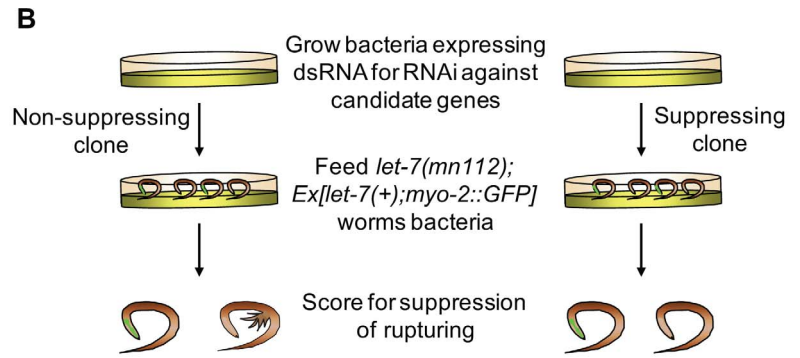 B
Grow bacteria expressing
dsRNA for RNAi against
candidate genes
Non-suppressing
clone
Suppressing
clone
Feed let-7(mn112);
Ex[let-7(+);myo-2::GFP]
worms bacteria
Score for suppression
of rupturing